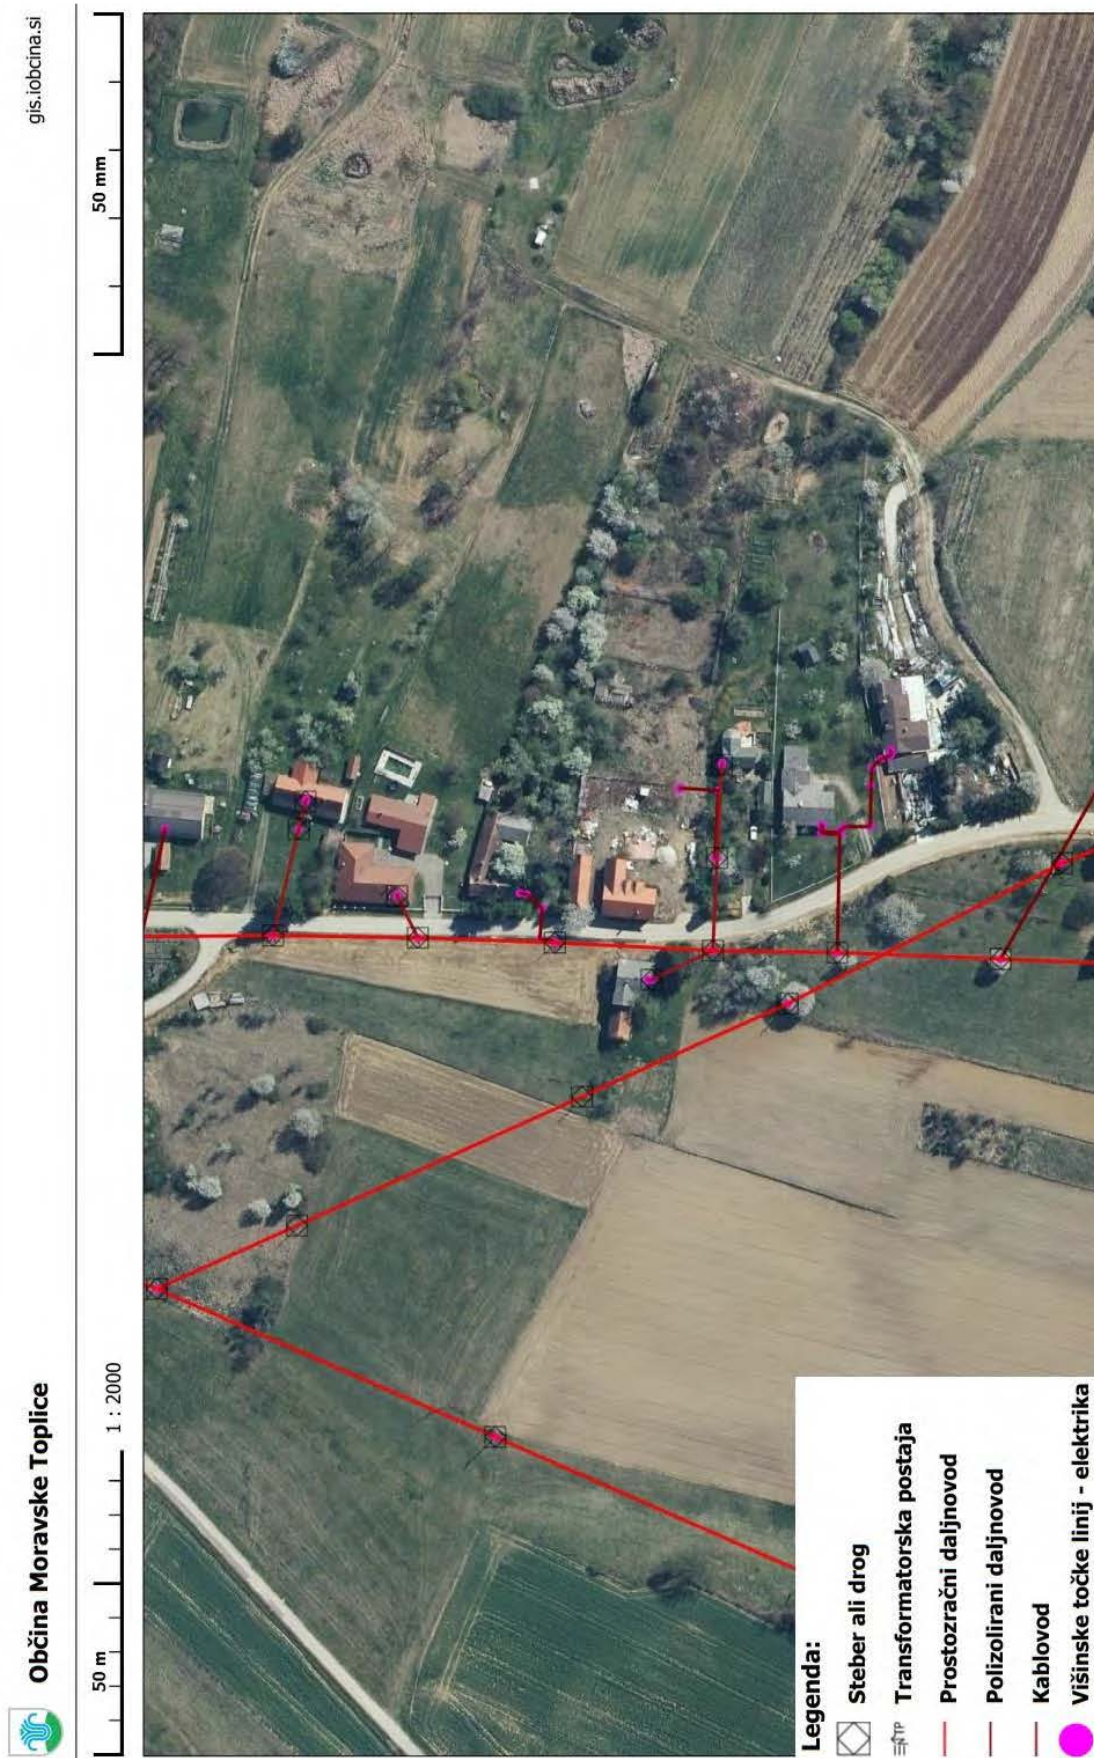 Občina Moravske Toplice
gis.iobcina.si
50 m
1 : 2000
50 mm
Legenda:
Steber ali drog
TP
Transformatorska postaja
Prostozračni daljnovod
Polizolirani daljnovod
Kablovod
Višinske točke linij - elektrika